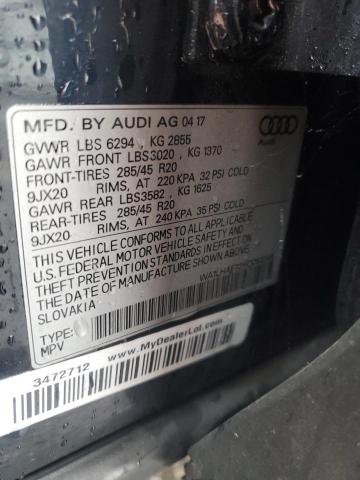 MFD. BY AUDI AG 04 17
GVWR LBS 6294 , KG 2855
GAWR FRONT LBS3020 , KG 1370
FRONT-TIRES 285/45 R20
9JX20 RIMS, AT 220 KPA 32 PSI COLD
GAWR REAR LBS3582 , KG 1625
REAR-TIRES 285/45 R20
9JX20 RIMS, AT 240 KPA 35 PSI COLD
THIS VEHICLE CONFORMS TO ALL APPLICABLE
U.S. FEDERAL MOTOR VEHICLE SAFETY AND
THEFT PREVENTION STANDARDS IN EFFECT ON
THE DATE OF MANUFACTURE SHOWN ABOVE.
SLOVAKIA
TYPE:
MPV
Audi
3472712
www.MyDealerLot.com